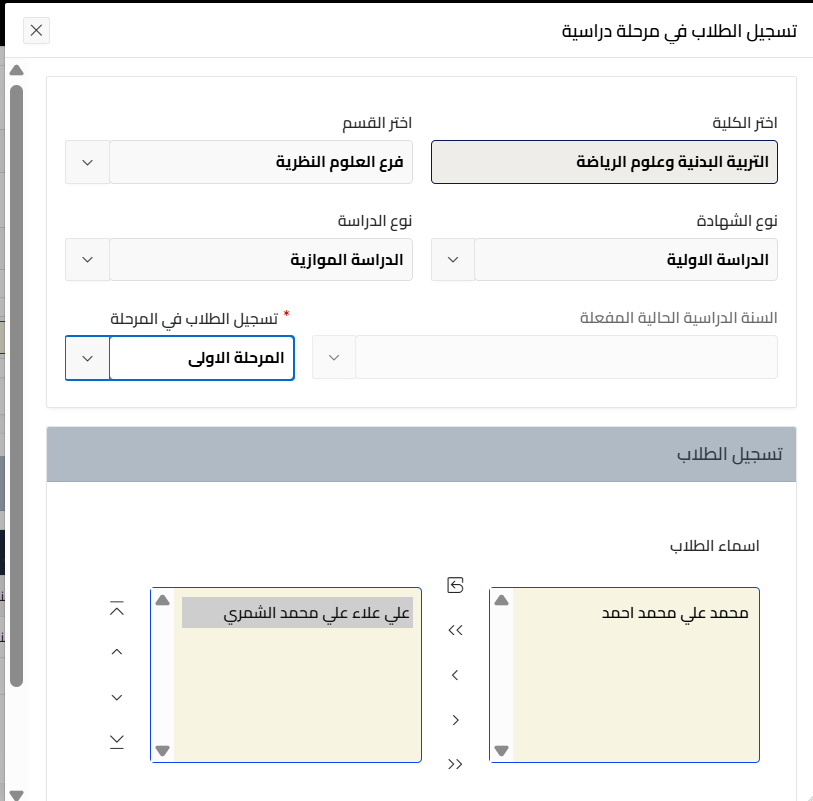 تسجيل الطلاب في مرحلة دراسية
اختر الكلية
التربية البدنية وعلوم الرياضة
اختر القسم
فرع العلوم النظرية
نوع الشهادة
الدراسة الاولية
نوع الدراسة
الدراسة الموازية
السنة الدراسية الحالية المفعلة
* تسجيل الطلاب في المرحلة
المرحلة الاولى
تسجيل الطلاب
اسماء الطلاب
محمد علي محمد احمد
علي علاء علي محمد الشمري